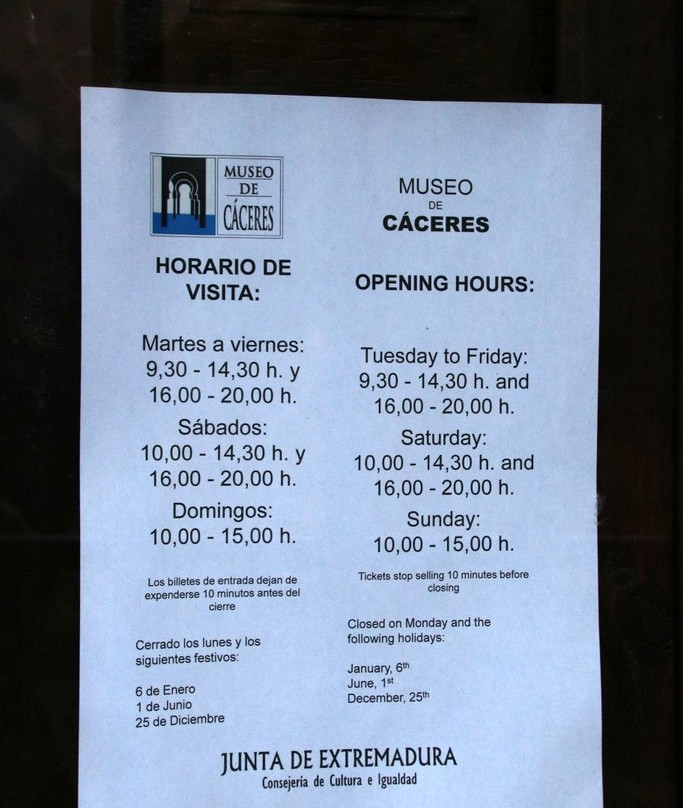 MUSEO
DE
CÁCERES
HORARIO DE
VISITA:
Martes a viernes:
9,30 - 14,30 h. y
16,00 - 20,00 h.
Sábados:
10,00 - 14,30 h. y
16,00 - 20,00 h.
Domingos:
10,00 - 15,00 h.
Los billetes de entrada dejan de
expenderse 10 minutos antes del
cierre
Cerrado los lunes y los
siguientes festivos:
6 de Enero
1 de Junio
25 de Diciembre
MUSEO
DE
CÁCERES
OPENING HOURS:
Tuesday to Friday:
9,30 - 14,30 h. and
16,00 - 20,00 h.
Saturday:
10,00 - 14,30 h. and
16,00 - 20,00 h.
Sunday:
10,00 - 15,00 h.
Tickets stop selling 10 minutes before
closing
Closed on Monday and the
following holidays:
January, 6th
June, 1st
December, 25th
JUNTA DE EXTREMADURA
Consejería de Cultura e Igualdad